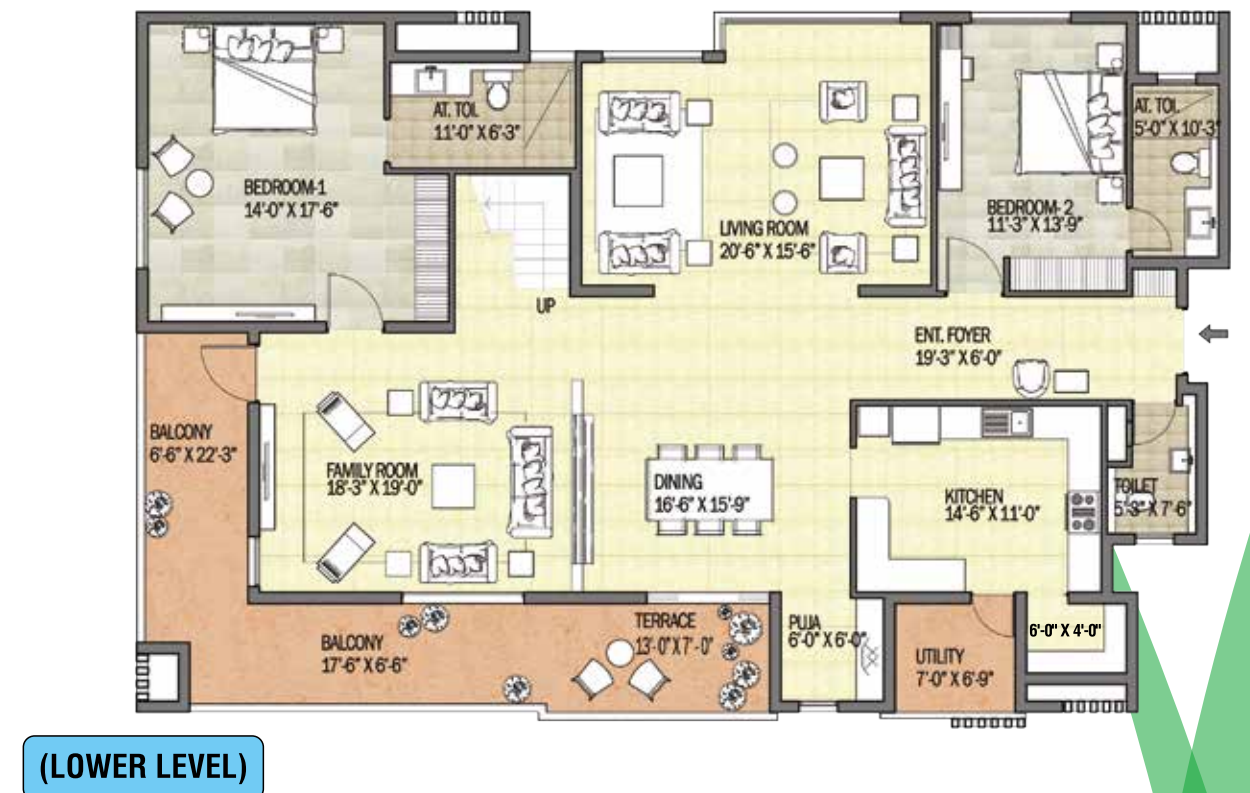 AT. TOI.
11'-0" X 6'-3"
AT. TOI.
5'-0" X 10'-3"
BEDROOM-1
14'-0" X 17'-6"
LIVING ROOM
20'-6" X 15'-6"
BEDROOM- 2
11'-3" X 13'-9"
UP
ENT. FOYER
19'-3" X 6'-0"
BALCONY
6'-6" X 22'-3"
FAMILY ROOM
18'-3" X 19'-0"
DINING
16'-6" X 15'-9"
KITCHEN
14'-6" X 11'-0"
TOILET
5'-3" X 7'-6"
BALCONY
17'-6" X 6'-6"
TERRACE
13'-0" X 7'-0"
PUJA
6'-0" X 6'-0"
UTILITY
7'-0" X 6'-9"
6'-0" X 4'-0"
(LOWER LEVEL)